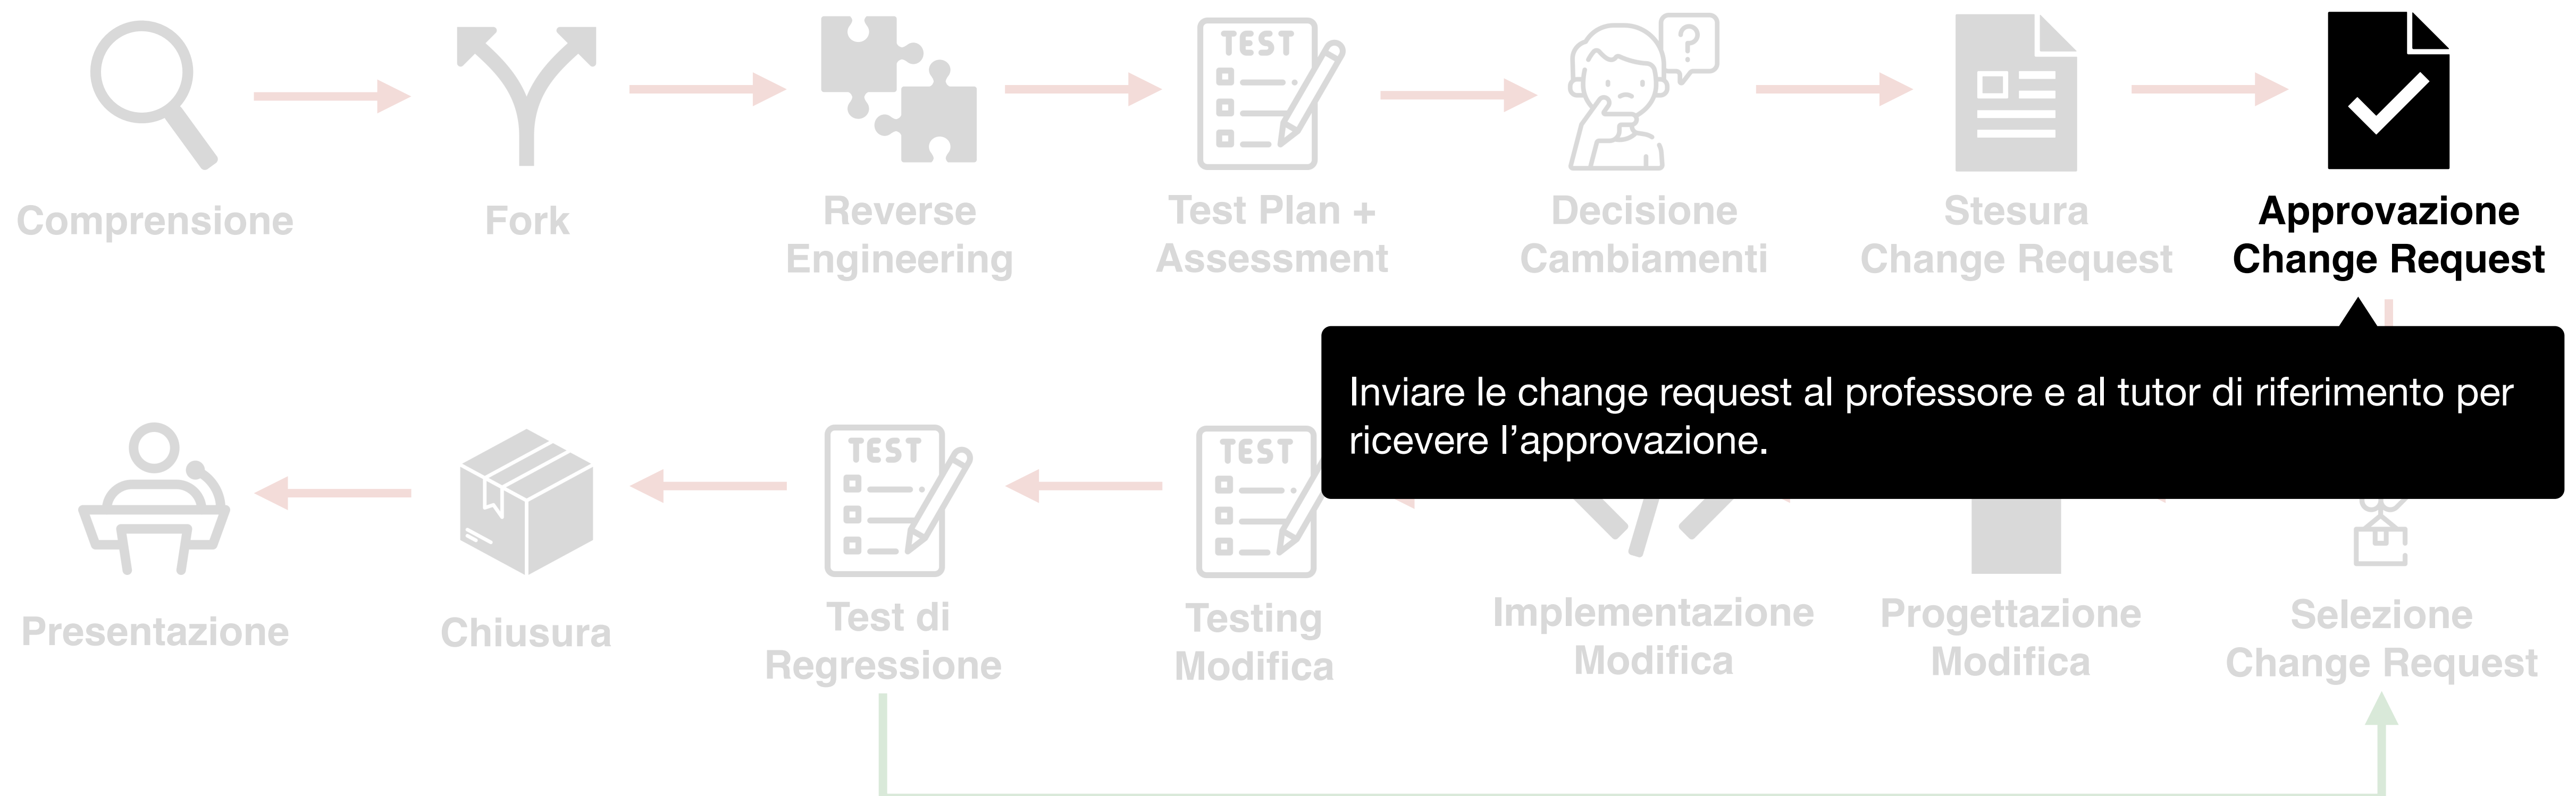 TEST
?
Comprensione
Fork
Reverse
Engineering
Test Plan +
Assessment
Decisione
Cambiamenti
Stesura
Change Request
Approvazione
Change Request
Inviare le change request al professore e al tutor di riferimento per
ricevere l’approvazione.
TEST
TEST
Presentazione
Chiusura
Test di
Regressione
Testing
Modifica
Implementazione
Modifica
Progettazione
Modifica
Selezione
Change Request